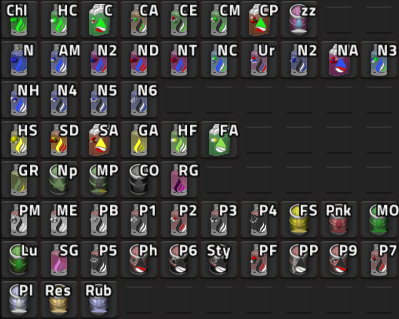 Chl HC C CA CE CM CP zz
N AM N2 ND NT NC Ur N2 NA N3
NH N4 N5 N6
HS SD SA GA HF FA
GR Np MP CO RG
PM ME PB P1 P2 P3 P4 FS Pnk MO
Lu SG P5 Ph P6 Sty PF PP P9 P7
Pl Res Rub